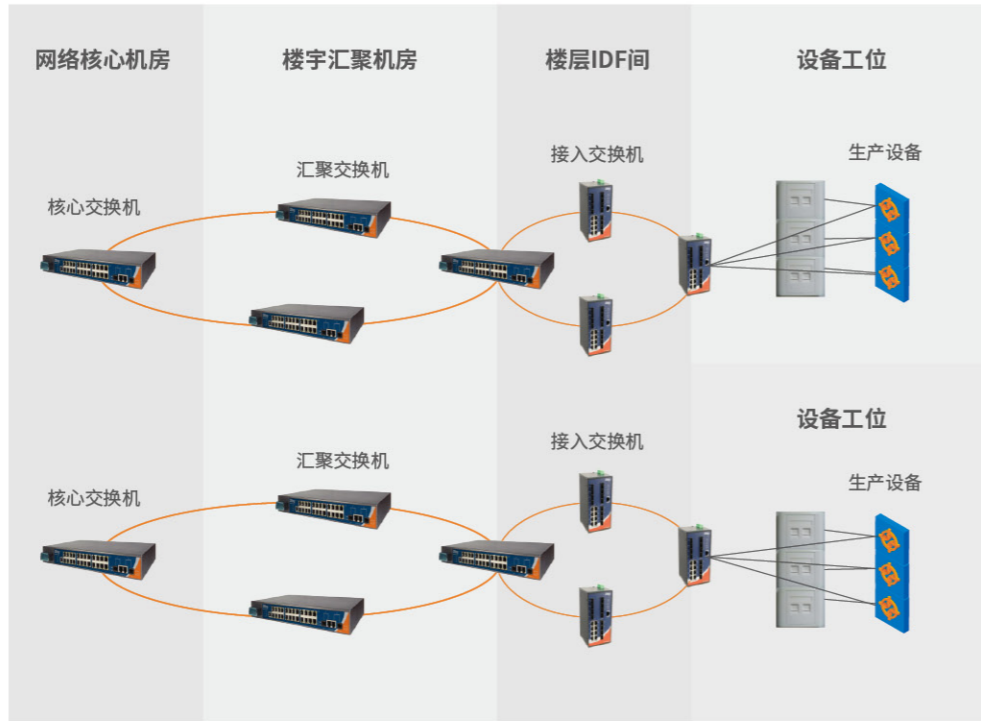 网络核心机房
楼宇汇聚机房
楼层IDF间
设备工位
接入交换机
生产设备
汇聚交换机
核心交换机
设备工位
接入交换机
汇聚交换机
生产设备
核心交换机